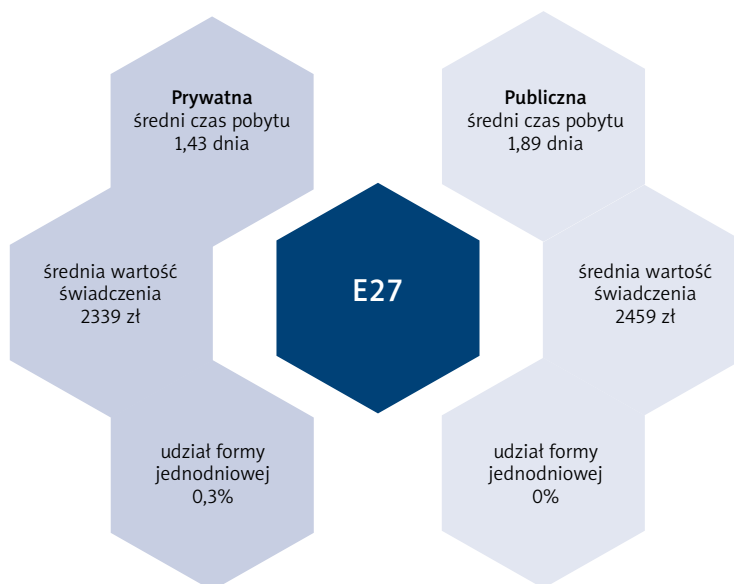 Prywatna
średni czas pobytu
1,43 dnia
średnia wartość
świadczenia
2339 zł
udział formy
jednodniowej
0,3%
E27
Publiczna
średni czas pobytu
1,89 dnia
średnia wartość
świadczenia
2459 zł
udział formy
jednodniowej
0%